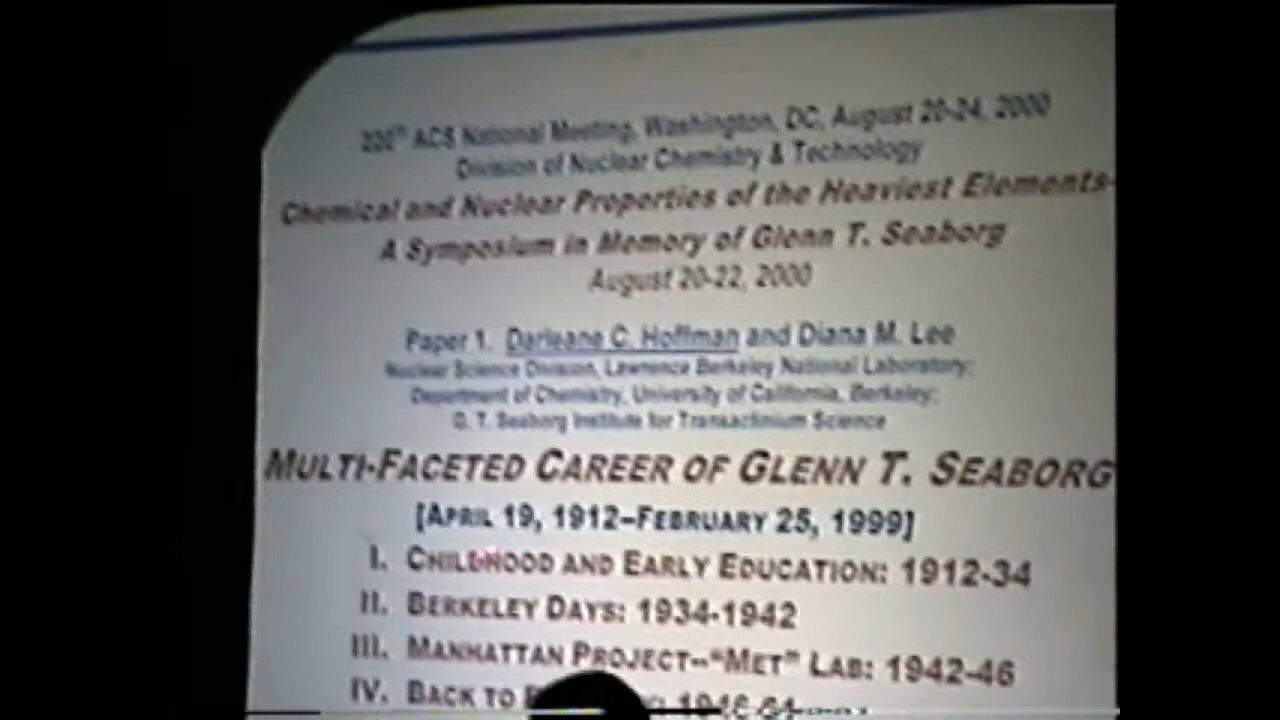 220th ACS National Meeting, Washington, DC, August 20-24, 2000
Division of Nuclear Chemistry & Technology
Chemical and Nuclear Properties of the Heaviest Elements-
A Symposium in Memory of Glenn T. Seaborg
August 20-22, 2000
Paper 1. Darleane C. Hoffman and Diana M. Lee
Nuclear Science Division, Lawrence Berkeley National Laboratory;
Department of Chemistry, University of California, Berkeley;
G. T. Seaborg Institute for Transactinium Science
MULTI-FACETED CAREER OF GLENN T. SEABORG
[APRIL 19, 1912–FEBRUARY 25, 1999]
I. CHILDHOOD AND EARLY EDUCATION: 1912-34
II. BERKELEY DAYS: 1934-1942
III. MANHATTAN PROJECT–"MET" LAB: 1942-46
IV. BACK TO